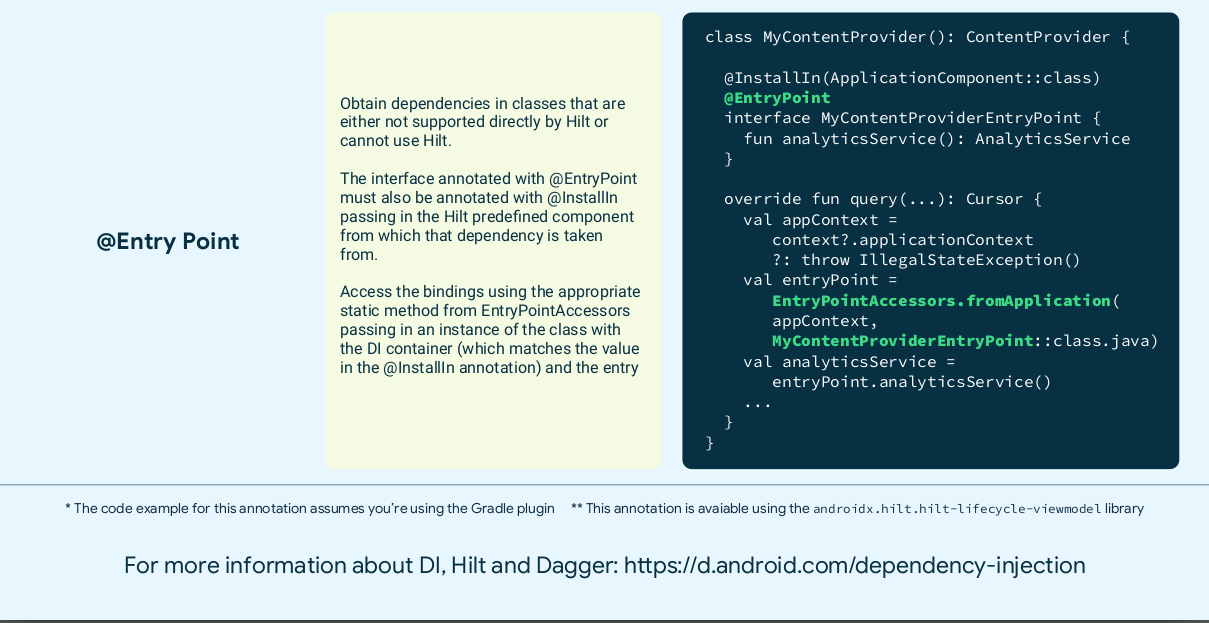 @Entry Point
Obtain dependencies in classes that are
either not supported directly by Hilt or
cannot use Hilt.
The interface annotated with @EntryPoint
must also be annotated with @InstallIn
passing in the Hilt predefined component
from which that dependency is taken
from.
Access the bindings using the appropriate
static method from EntryPointAccessors
passing in an instance of the class with
the DI container (which matches the value
in the @InstallIn annotation) and the entry
class MyContentProvider(): ContentProvider {
  @InstallIn(ApplicationComponent::class)
  @EntryPoint
  interface MyContentProviderEntryPoint {
    fun analyticsService(): AnalyticsService
  }
  override fun query(...): Cursor {
    val appContext =
       context?.applicationContext
       ?: throw IllegalStateException()
    val entryPoint =
       EntryPointAccessors.fromApplication(
       appContext,
       MyContentProviderEntryPoint::class.java)
    val analyticsService =
       entryPoint.analyticsService()
    ...
  }
}
* The code example for this annotation assumes you’re using the Gradle plugin ** This annotation is avaiable using the androidx.hilt.hilt-lifecycle-viewmodel library
For more information about DI, Hilt and Dagger: https://d.android.com/dependency-injection